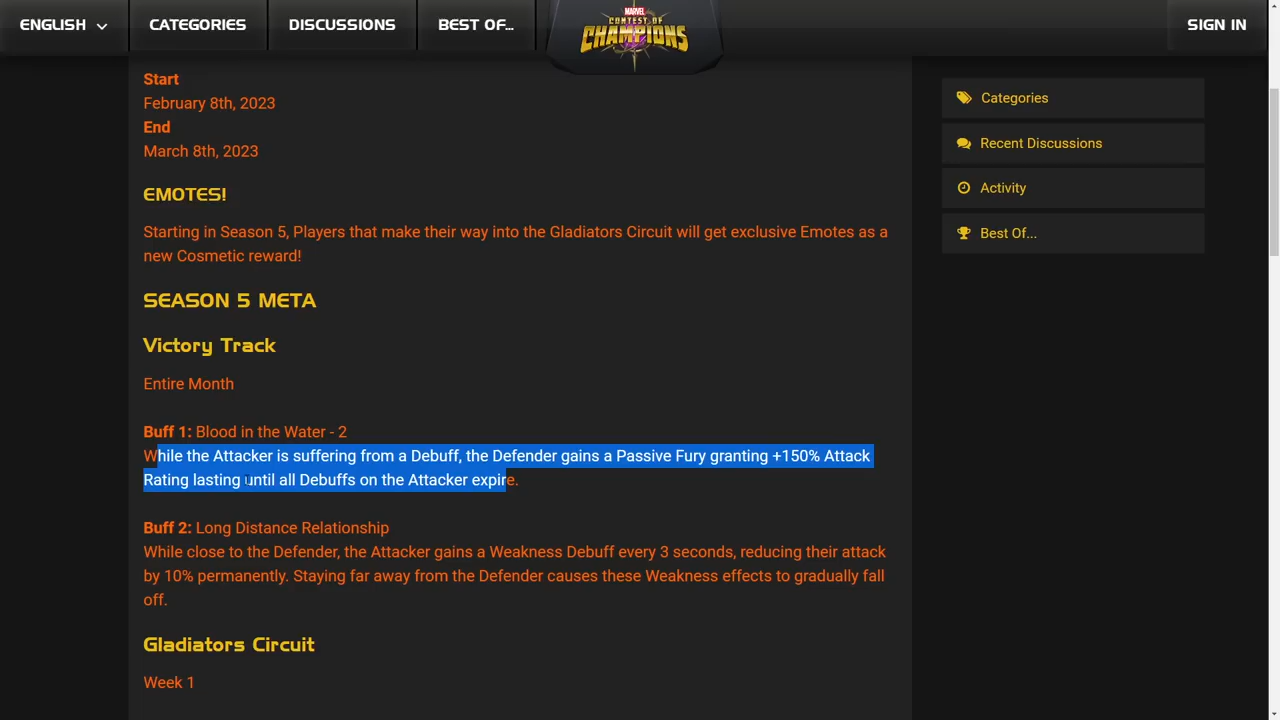 ENGLISH
CATEGORIES
DISCUSSIONS
BEST OF...
MARVEL
CONTEST OF
CHAMPIONS
SIGN IN
Start
February 8th, 2023
End
March 8th, 2023
EMOTES!
Starting in Season 5, Players that make their way into the Gladiators Circuit will get exclusive Emotes as a
new Cosmetic reward!
SEASON 5 META
Victory Track
Entire Month
Buff 1: Blood in the Water - 2
While the Attacker is suffering from a Debuff, the Defender gains a Passive Fury granting +150% Attack
Rating lasting until all Debuffs on the Attacker expire.
Buff 2: Long Distance Relationship
While close to the Defender, the Attacker gains a Weakness Debuff every 3 seconds, reducing their attack
by 10% permanently. Staying far away from the Defender causes these Weakness effects to gradually fall
off.
Gladiators Circuit
Week 1
Categories
Recent Discussions
Activity
Best Of...